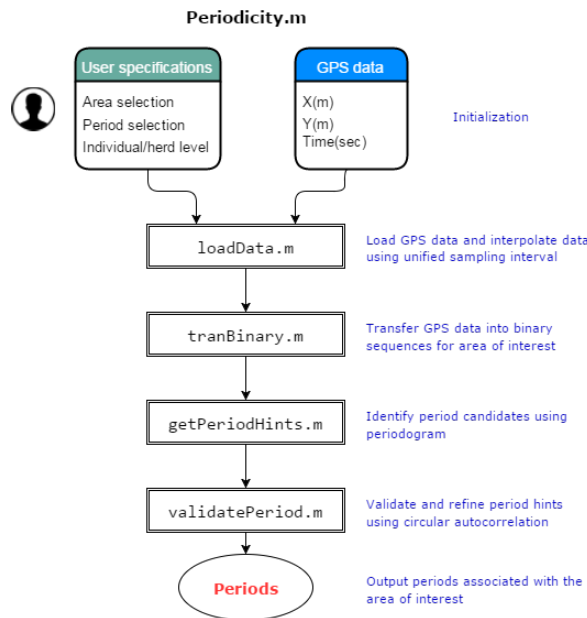 Periodicity.m
User specifications
Area selection
Period selection
Individual/herd level
GPS data
X(m)
Y(m)
Time(sec)
Initialization
loadData.m
Load GPS data and interpolate data
using unified sampling interval
tranBinary.m
Transfer GPS data into binary
sequences for area of interest
getPeriodHints.m
Identify period candidates using
periodogram
validatePeriod.m
Validate and refine period hints
using circular autocorrelation
Periods
Output periods associated with the
area of interest